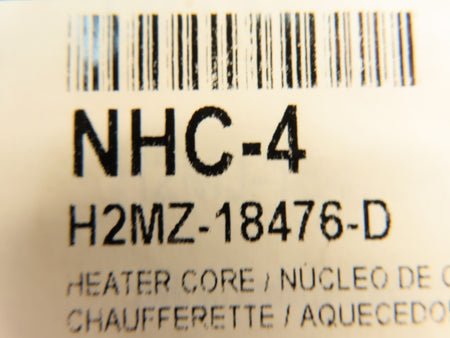 NHC-4
H2MZ-18476-D
HEATER CORE / NÚCLEO DE
CHAUFFERETTE / AQUECEDO